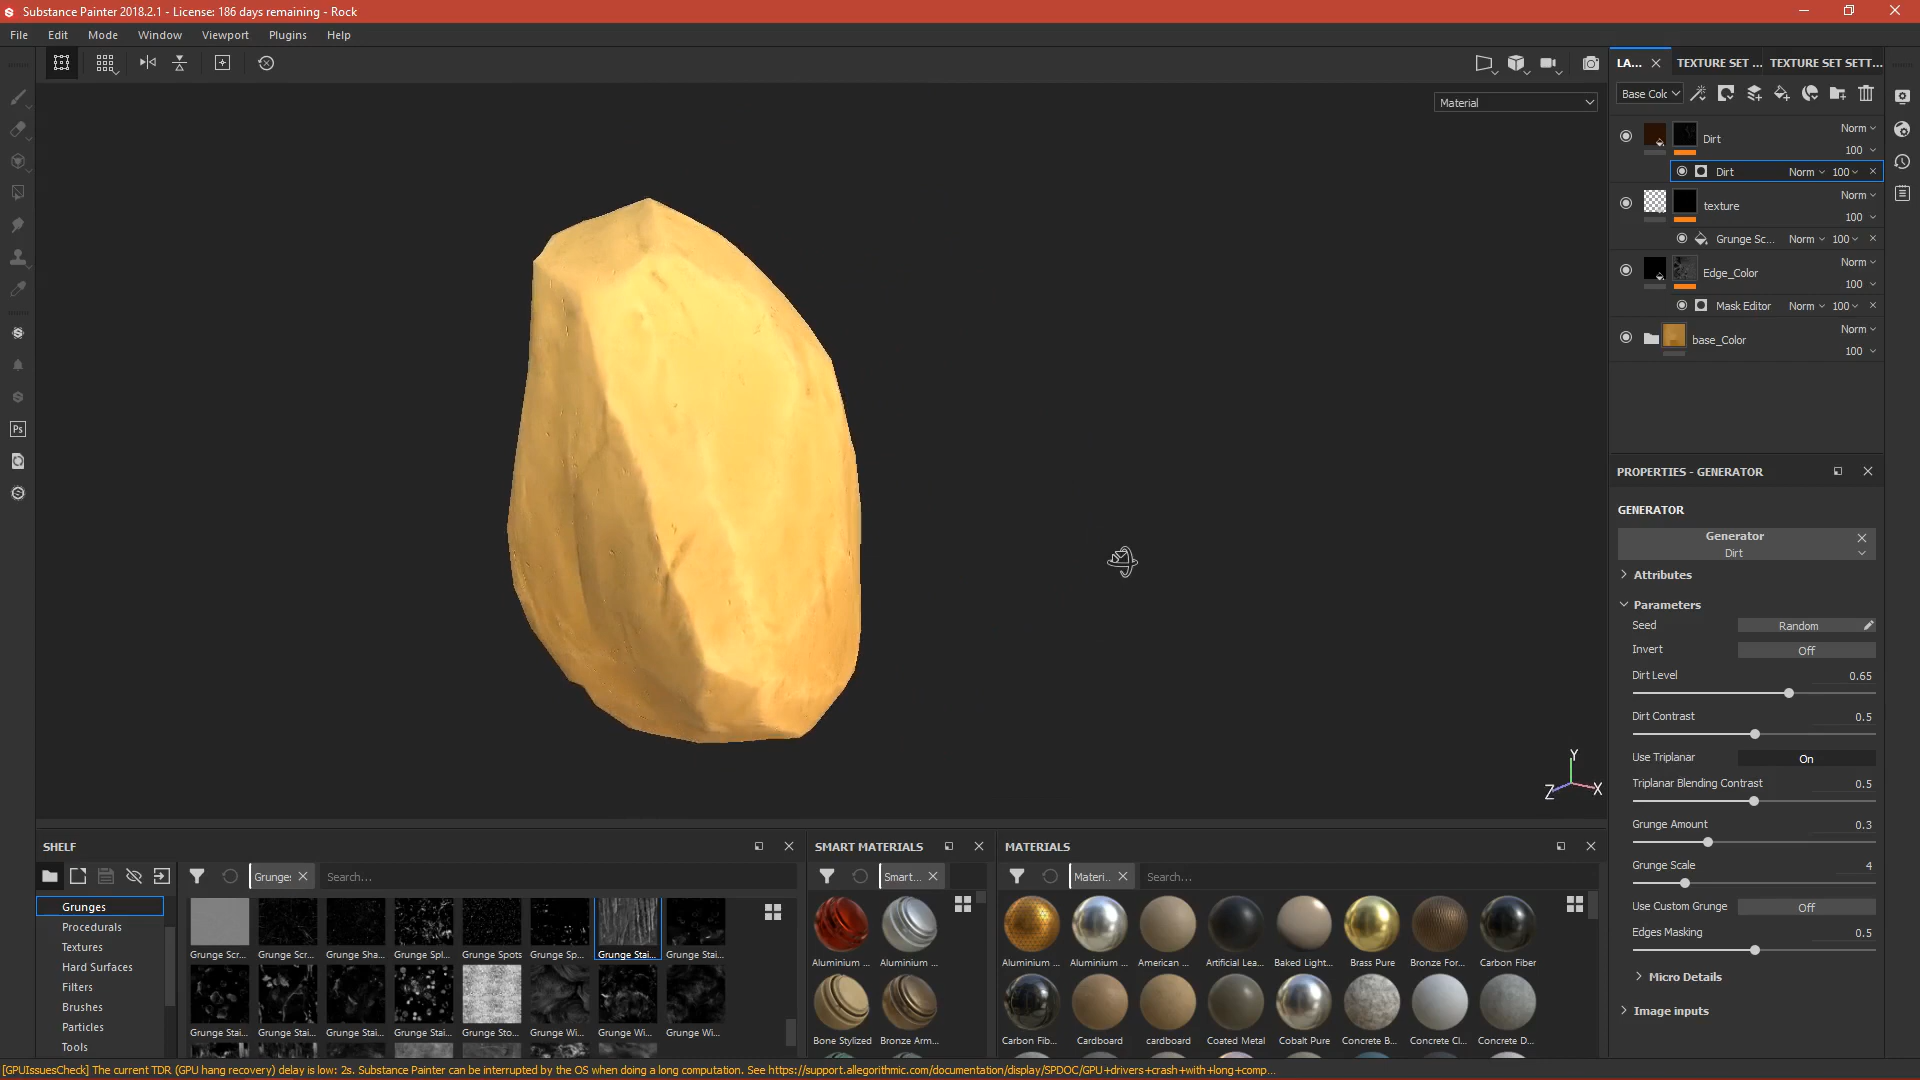 Substance Painter 2018.2.1 - License: 186 days remaining - Rock
File Edit Mode Window Viewport Plugins Help
Material
LA... TEXTURE SET ... TEXTURE SET SETT...
Base Colc
Norm
Dirt
100
Dirt Norm 100
Norm
texture
100
Grunge Sc... Norm 100
Norm
Edge_Color
100
Mask Editor Norm 100
Norm
base_Color
100
Ps
PROPERTIES - GENERATOR
GENERATOR
Generator
Dirt
Attributes
Parameters
Seed Random
Invert Off
Dirt Level 0.65
Dirt Contrast 0.5
Use Triplanar On
Triplanar Blending Contrast 0.5
Grunge Amount 0.3
Grunge Scale 4
Use Custom Grunge Off
Edges Masking 0.5
Micro Details
Image inputs
Y
Z X
SHELF
Grunge: Search...
Grunges
Procedurals
Textures
Hard Surfaces
Filters
Brushes
Particles
Tools
Grunge Scr... Grunge Scr... Grunge Sha... Grunge Spl... Grunge Spots Grunge Sp... Grunge Stai... Grunge Stai...
Grunge Stai... Grunge Stai... Grunge Stai... Grunge Stai... Grunge Sto... Grunge Wi... Grunge Wi... Grunge Wi...
SMART MATERIALS
Smart...
Aluminium ... Aluminium ...
Bone Stylized Bronze Arm...
MATERIALS
Materi.. Search...
Aluminium ... Aluminium ... American ... Artificial Lea... Baked Light... Brass Pure Bronze For... Carbon Fiber
Carbon Fib... Cardboard cardboard Coated Metal Cobalt Pure Concrete B... Concrete Cl... Concrete D...
[GPUIssuesCheck] The current TDR (GPU hang recovery) delay is low: 2s. Substance Painter can be interrupted by the OS when doing a long computation. See https://support.allegorithmic.com/documentation/display/SPDOC/GPU+drivers+crash+with+long+comp...